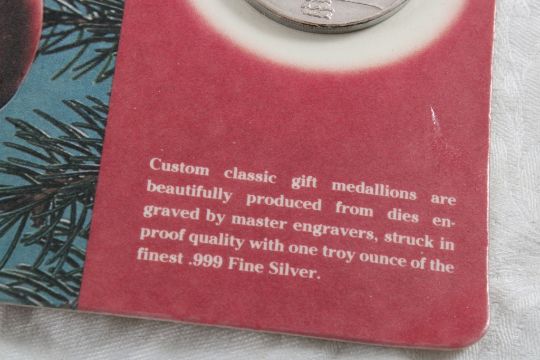 Custom classic gift medallions are
beautifully produced from dies en-
graved by master engravers, struck in
proof quality with one troy ounce of the
finest .999 Fine Silver.